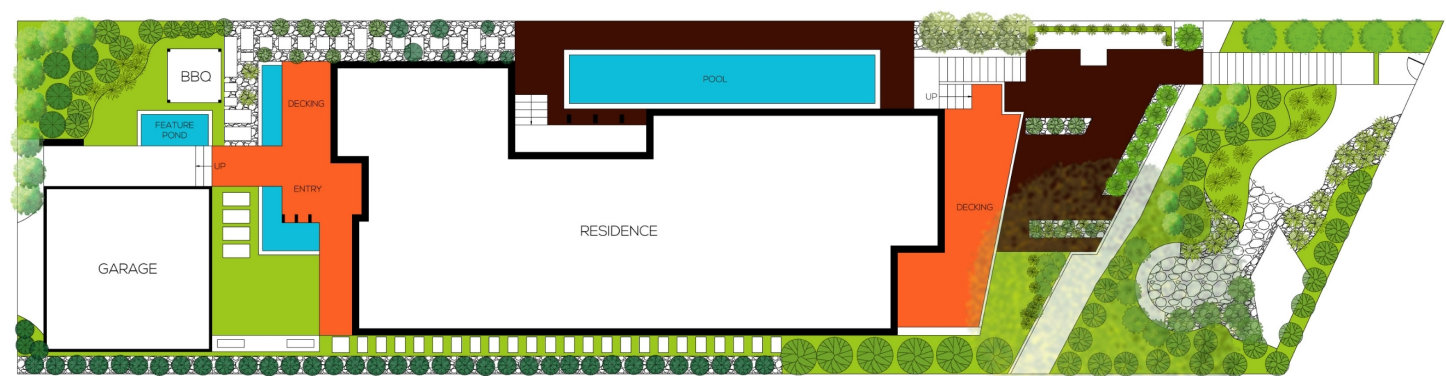 BBQ
POOL
DECKING
UP
FEATURE
POND
UP
ENTRY
DECKING
RESIDENCE
GARAGE